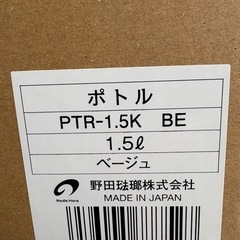 ポトル
PTR-1.5K BE
1.5ℓ
ベージュ
野田琺瑯株式会社
Noda Horo
MADE IN JAPAN